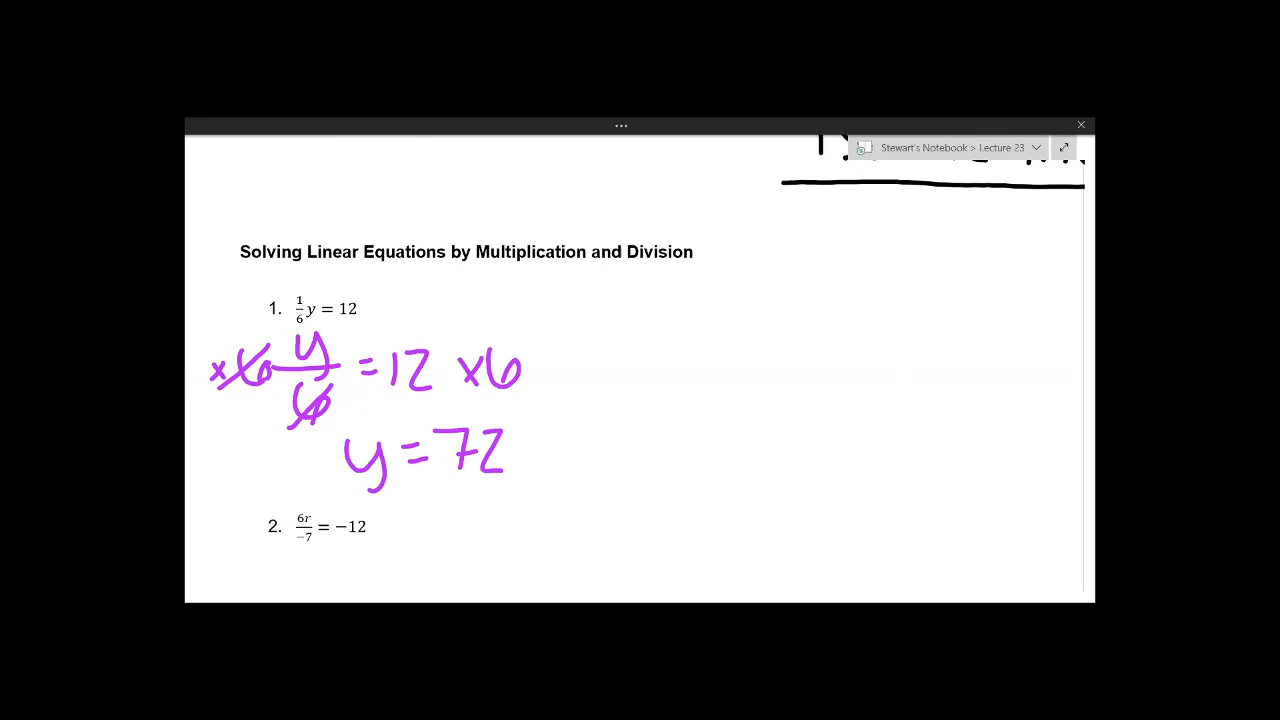 Stewart's Notebook > Lecture 23
Solving Linear Equations by Multiplication and Division
1. 1/6 y = 12
×6 y/6 = 12 ×6
y = 72
2. 6r/−7 = −12